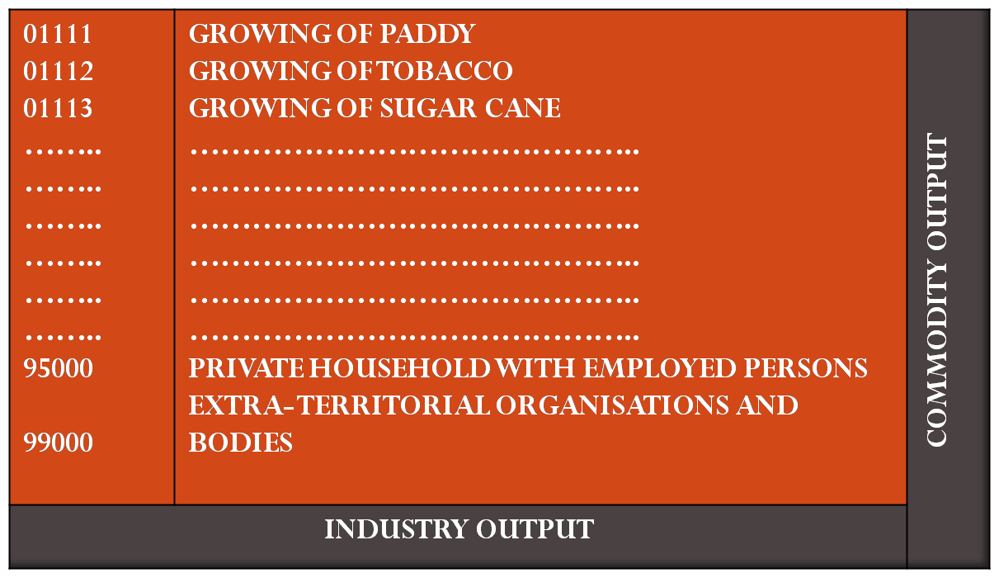 01111 GROWING OF PADDY
01112 GROWING OF TOBACCO
01113 GROWING OF SUGAR CANE
…….. ……………………………………………..
…….. ……………………………………………..
…….. ……………………………………………..
…….. ……………………………………………..
…….. ……………………………………………..
…….. ……………………………………………..
95000 PRIVATE HOUSEHOLD WITH EMPLOYED PERSONS
EXTRA-TERRITORIAL ORGANISATIONS AND
99000 BODIES
COMMODITY OUTPUT
INDUSTRY OUTPUT